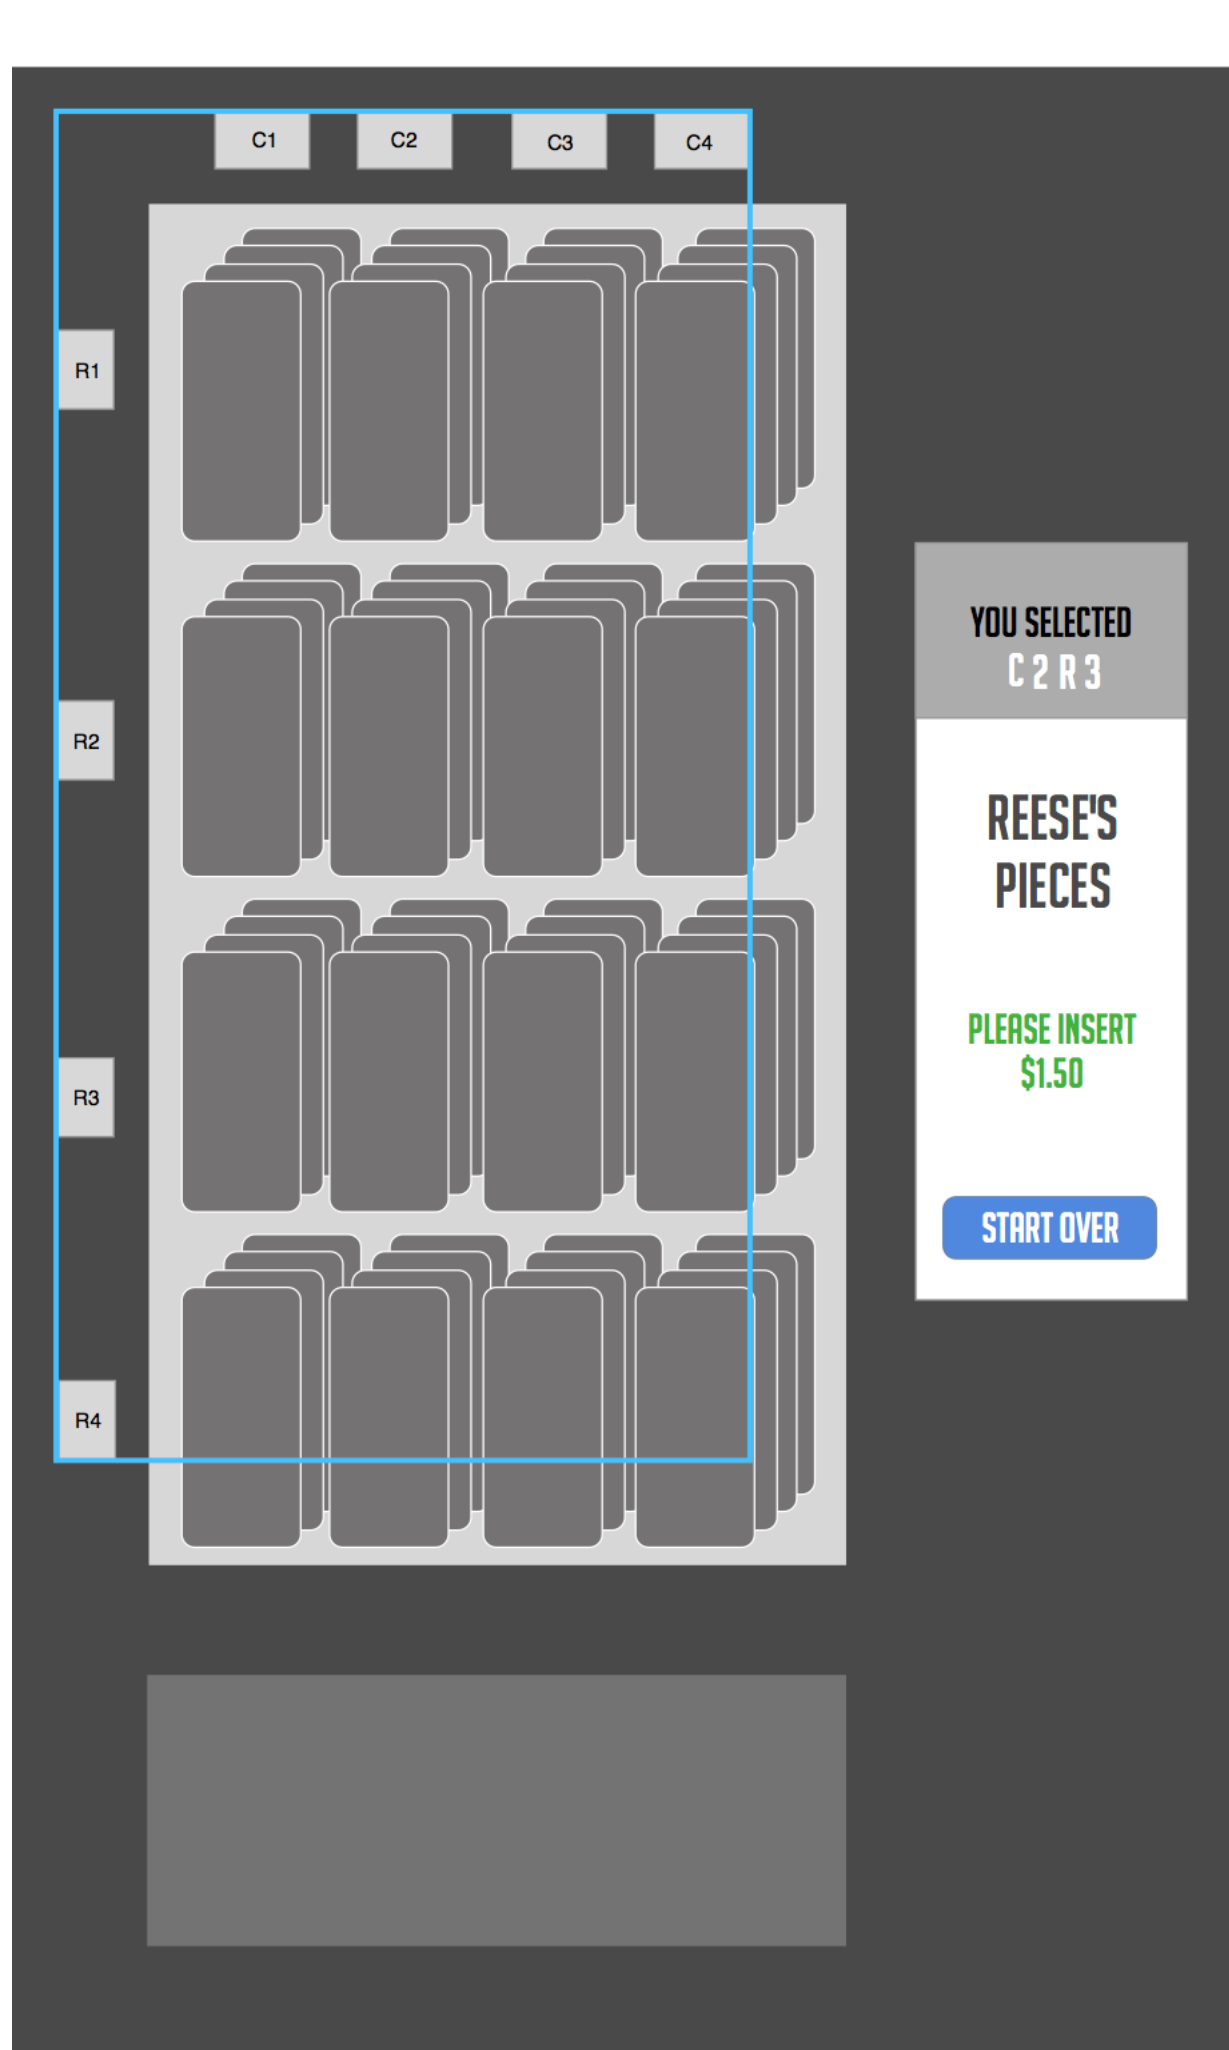 C1
C2
C3
C4
R1
R2
R3
R4
YOU SELECTED
C 2 R 3
REESE'S
PIECES
PLEASE INSERT
$1.50
START OVER